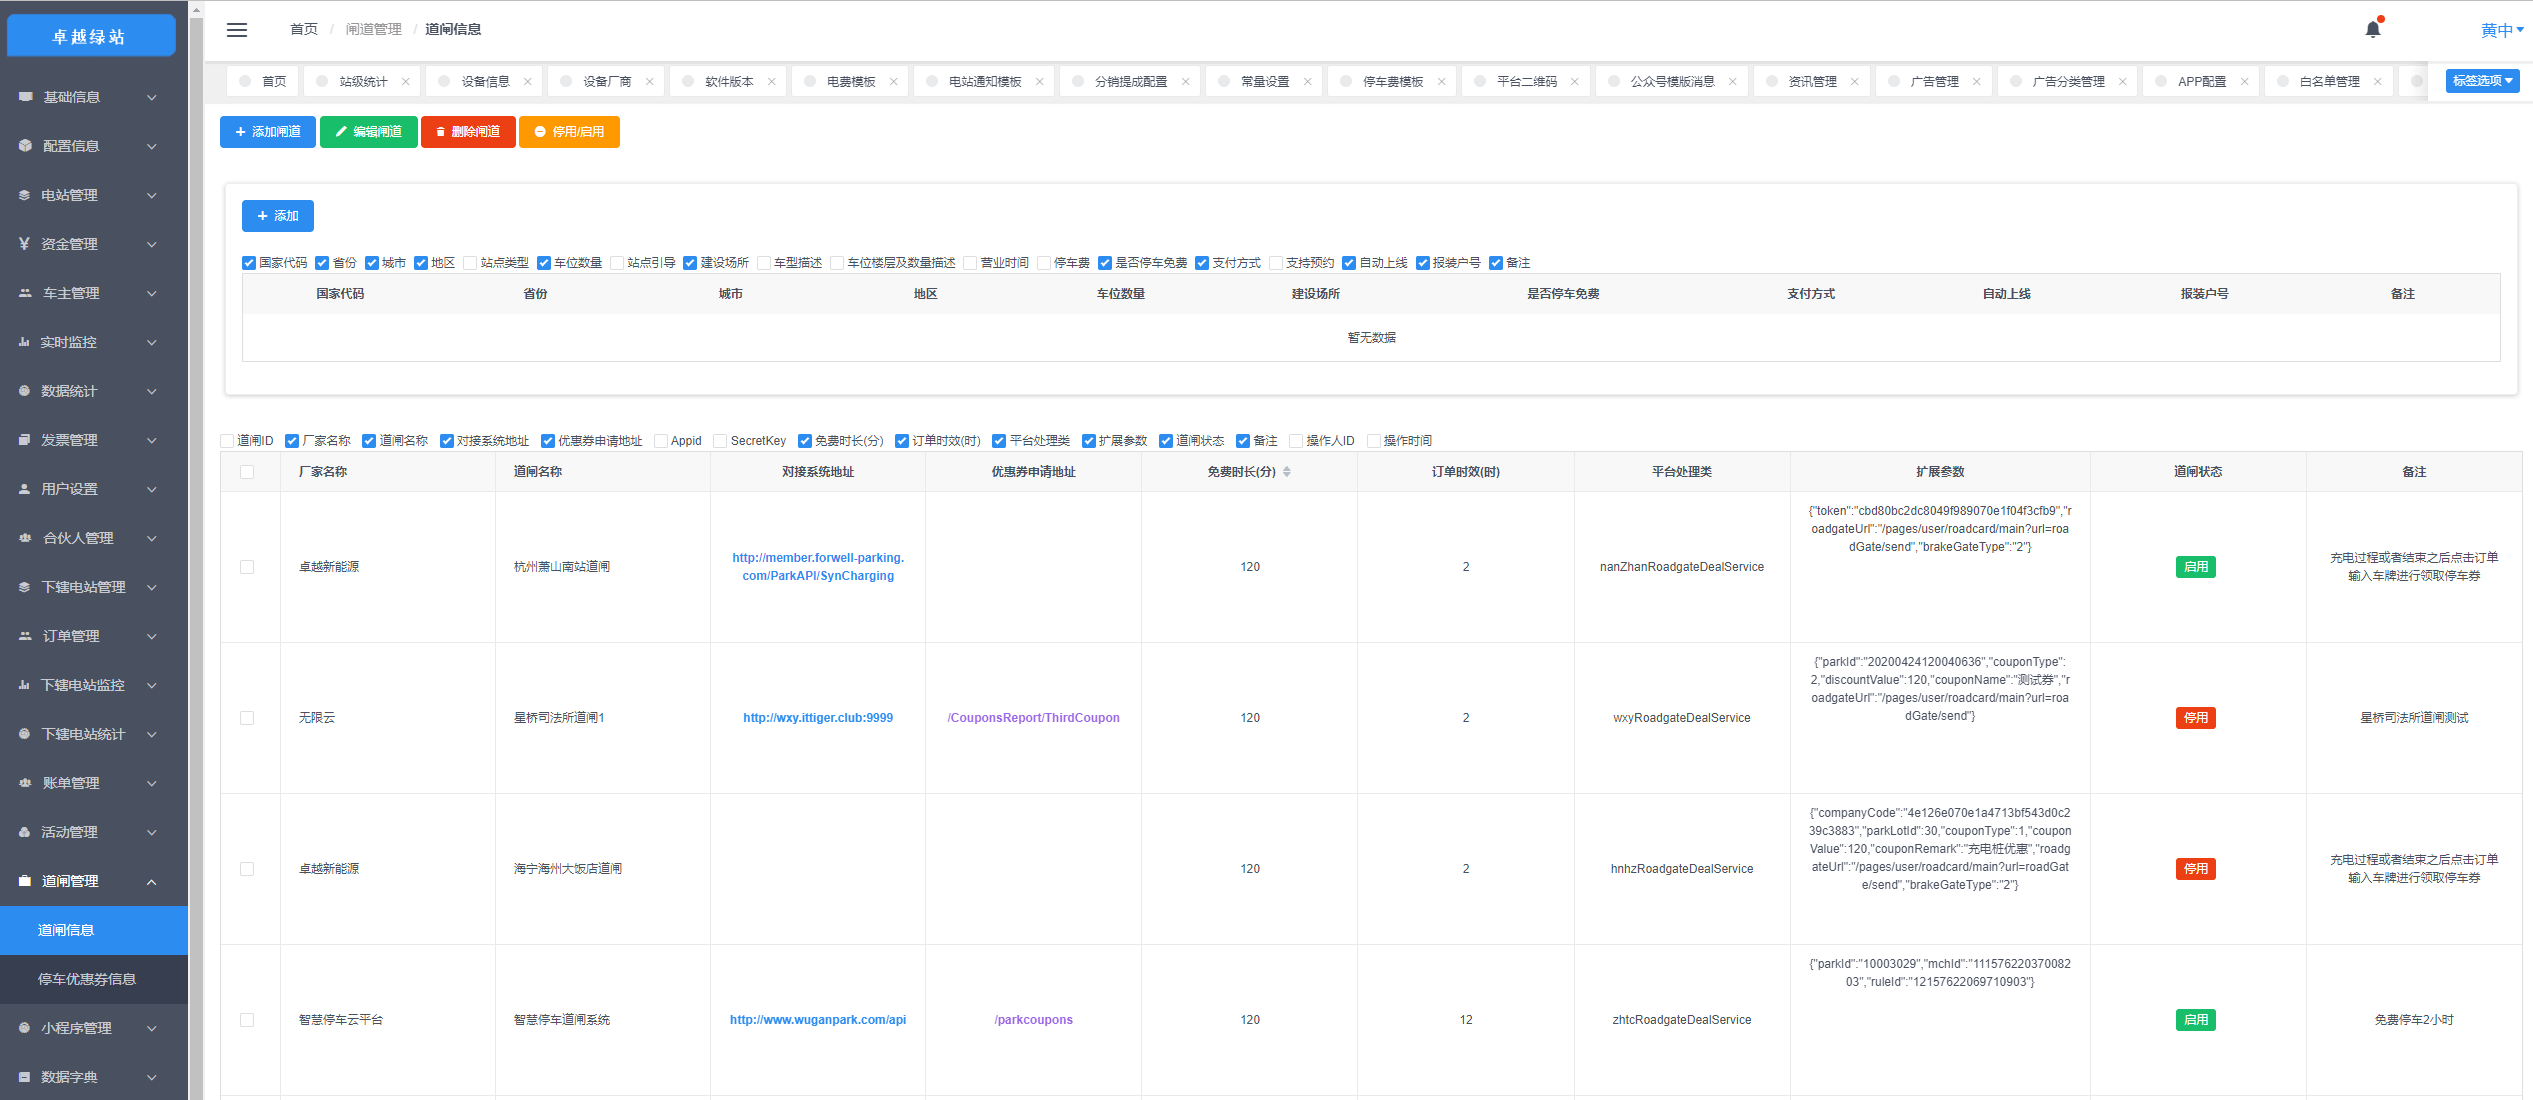 卓越绿站
首页 / 闸道管理 / 道闸信息
黄中
首页 站级统计 设备信息 设备厂商 软件版本 电费模板 电站通知模板 分销提成配置 常量设置 停车费模板 平台二维码 公众号模版消息 资讯管理 广告管理 广告分类管理 APP配置 白名单管理 标签选项
基础信息
配置信息
电站管理
资金管理
车主管理
实时监控
数据统计
发票管理
用户设置
合伙人管理
下辖电站管理
订单管理
下辖电站监控
下辖电站统计
账单管理
活动管理
道闸管理
道闸信息
停车优惠券信息
小程序管理
数据字典
添加闸道 编辑闸道 删除闸道 停用/启用
添加
国家代码 省份 城市 地区 站点类型 车位数量 站点引导 建设场所 车型描述 车位楼层及数量描述 营业时间 停车费 是否停车免费 支付方式 支持预约 自动上线 报装户号 备注
国家代码 省份 城市 地区 车位数量 建设场所 是否停车免费 支付方式 自动上线 报装户号 备注
暂无数据
道闸ID 厂家名称 道闸名称 对接系统地址 优惠券申请地址 Appid SecretKey 免费时长(分) 订单时效(时) 平台处理类 扩展参数 道闸状态 备注 操作人ID 操作时间
厂家名称 道闸名称 对接系统地址 优惠券申请地址 免费时长(分) 订单时效(时) 平台处理类 扩展参数 道闸状态 备注
卓越新能源
杭州萧山南站道闸
http://member.forwell-parking.
com/ParkAPI/SynCharging
120
2
nanZhanRoadgateDealService
{"token":"cbd80bc2dc8049f989070e1f04f3cfb9","r
oadgateUrl":"/pages/user/roadcard/main?url=roa
dGate/send","brakeGateType":"2"}
启用
充电过程或者结束之后点击订单
输入车牌进行领取停车券
无限云
星桥司法所道闸1
http://wxy.ittiger.club:9999
/CouponsReport/ThirdCoupon
120
2
wxyRoadgateDealService
{"parkId":"20200424120040636","couponType":
2,"discountValue":120,"couponName":"测试券","r
oadgateUrl":"/pages/user/roadcard/main?url=roa
dGate/send"}
停用
星桥司法所道闸测试
卓越新能源
海宁海州大饭店道闸
120
2
hnhzRoadgateDealService
{"companyCode":"4e126e070e1a4713bf543d0c2
39c3883","parkLotId":30,"couponType":1,"coupon
Value":120,"couponRemark":"充电桩优惠","roadg
ateUrl":"/pages/user/roadcard/main?url=roadGat
e/send","brakeGateType":"2"}
停用
充电过程或者结束之后点击订单
输入车牌进行领取停车券
智慧停车云平台
智慧停车道闸系统
http://www.wuganpark.com/api
/parkcoupons
120
12
zhtcRoadgateDealService
{"parkId":"10003029","mchId":"111576220370082
03","ruleId":"12157622069710903"}
启用
免费停车2小时